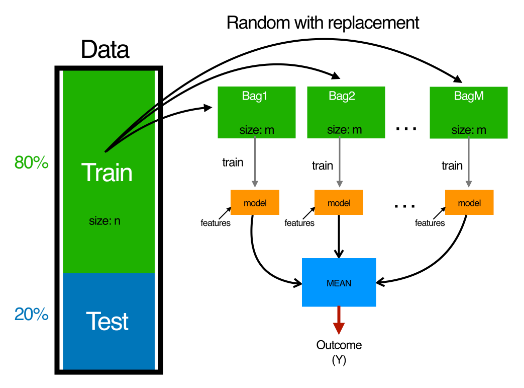 Random with replacement
Data
Bag1
Bag2
BagM
size: m
size: m
...
size: m
80%
Train
train
train
train
size: n
model
model
...
model
features
features
features
MEAN
20%
Test
Outcome
(Y)